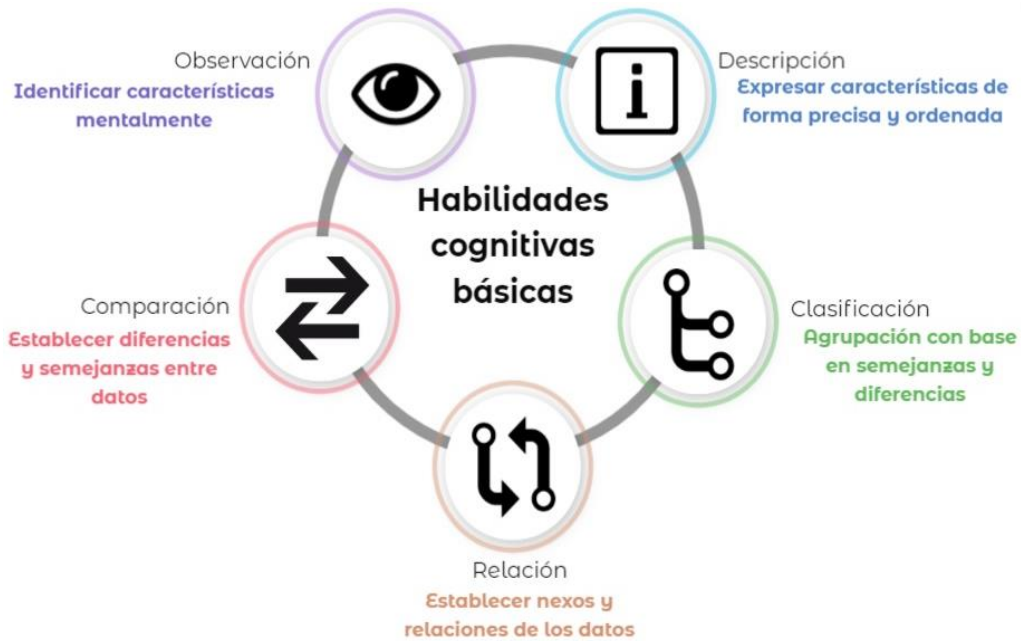 Observación
Identificar características
mentalmente
Descripción
Expresar características de
forma precisa y ordenada
Habilidades
cognitivas
básicas
Comparación
Establecer diferencias
y semejanzas entre
datos
Clasificación
Agrupación con base
en semejanzas y
diferencias
Relación
Establecer nexos y
relaciones de los datos